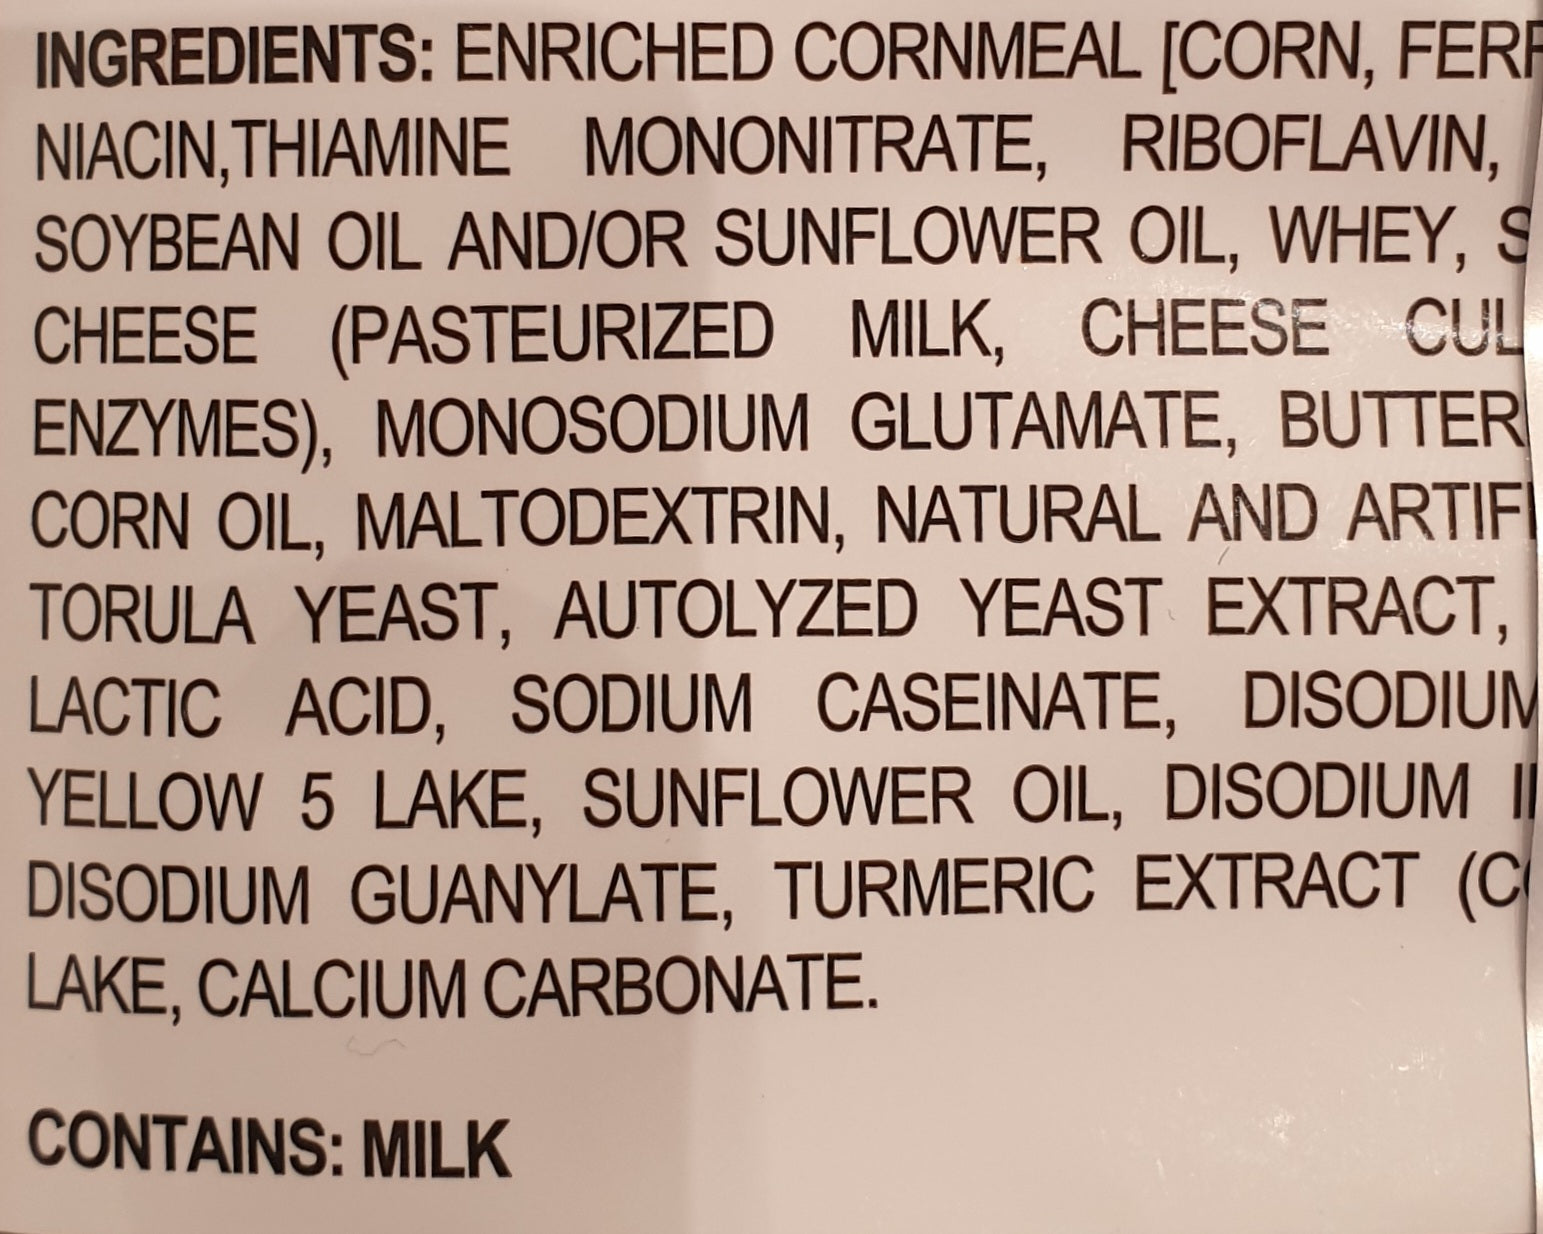 INGREDIENTS: ENRICHED CORNMEAL [CORN,
NIACIN,THIAMINE MONONITRATE, RIBOFLAVIN,
SOYBEAN OIL AND/OR SUNFLOWER OIL, WHEY,
CHEESE (PASTEURIZED MILK, CHEESE
ENZYMES), MONOSODIUM GLUTAMATE,
CORN OIL, MALTODEXTRIN, NATURAL AND
TORULA YEAST, AUTOLYZED YEAST EXTRACT,
LACTIC ACID, SODIUM CASEINATE, DISODIUM
YELLOW 5 LAKE, SUNFLOWER OIL, DISODIUM
DISODIUM GUANYLATE, TURMERIC EXTRACT
LAKE, CALCIUM CARBONATE.
CONTAINS: MILK